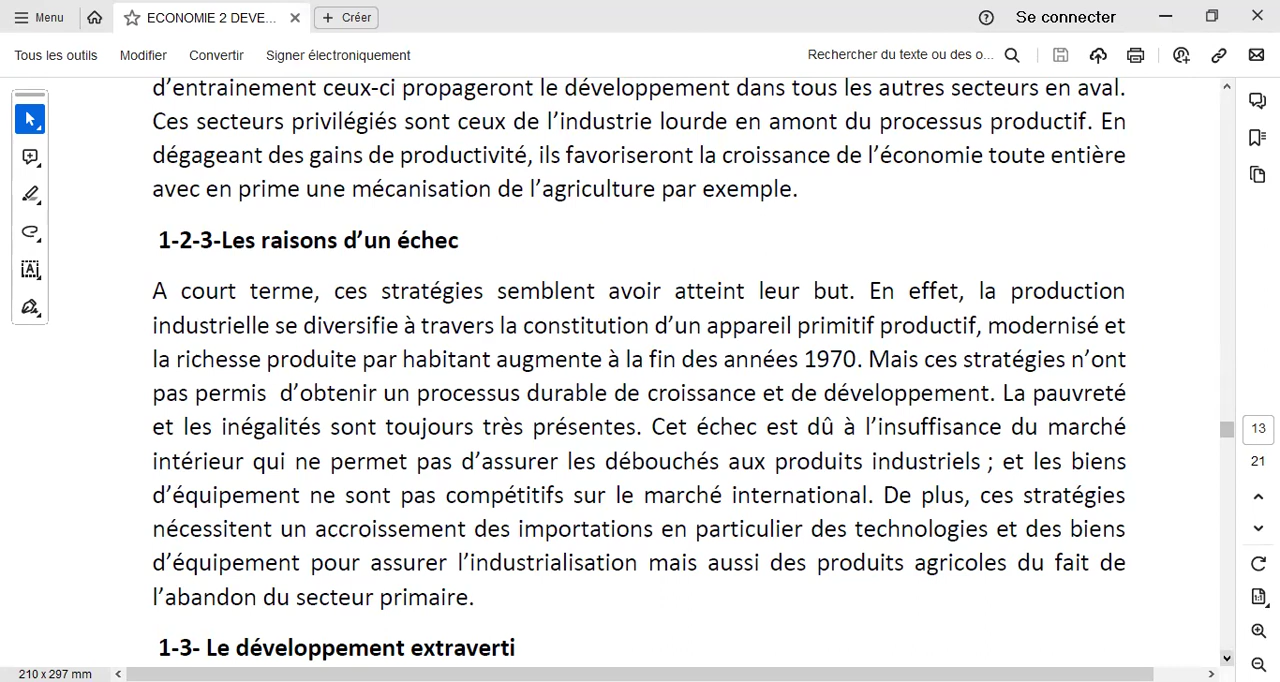 Menu
ECONOMIE 2 DEVE...
Créer
Se connecter
Tous les outils
Modifier
Convertir
Signer électroniquement
Rechercher du texte ou des o...
d’entrainement ceux-ci propageront le développement dans tous les autres secteurs en aval.
Ces secteurs privilégiés sont ceux de l’industrie lourde en amont du processus productif. En
dégageant des gains de productivité, ils favoriseront la croissance de l’économie toute entière
avec en prime une mécanisation de l’agriculture par exemple.
1-2-3-Les raisons d’un échec
A court terme, ces stratégies semblent avoir atteint leur but. En effet, la production
industrielle se diversifie à travers la constitution d’un appareil primitif productif, modernisé et
la richesse produite par habitant augmente à la fin des années 1970. Mais ces stratégies n’ont
pas permis  d’obtenir un processus durable de croissance et de développement. La pauvreté
et les inégalités sont toujours très présentes. Cet échec est dû à l’insuffisance du marché
intérieur qui ne permet pas d’assurer les débouchés aux produits industriels ; et les biens
d’équipement ne sont pas compétitifs sur le marché international. De plus, ces stratégies
nécessitent un accroissement des importations en particulier des technologies et des biens
d’équipement pour assurer l’industrialisation mais aussi des produits agricoles du fait de
l’abandon du secteur primaire.
1-3- Le développement extraverti
13
21
1:1
210 x 297 mm